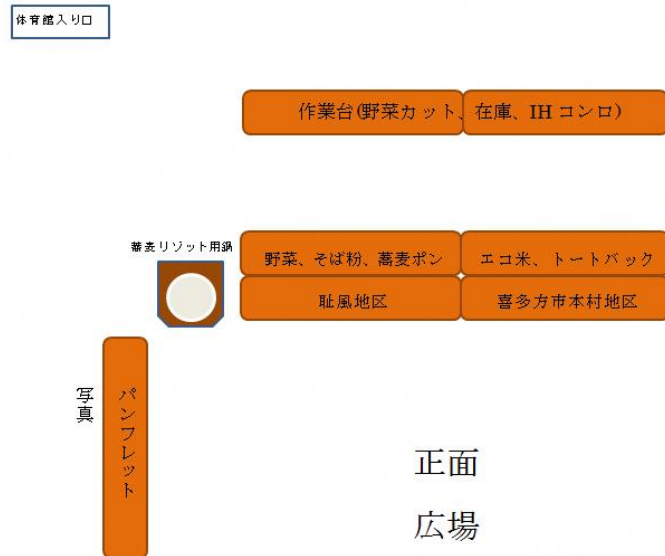 体育館入り口
作業台(野菜カット、在庫、IHコンロ)
蕎麦リゾット用鍋
野菜、そば粉、蕎麦ポン
エコ米、トートバック
耻風地区
喜多方市本村地区
写真
パンフレット
正面
広場